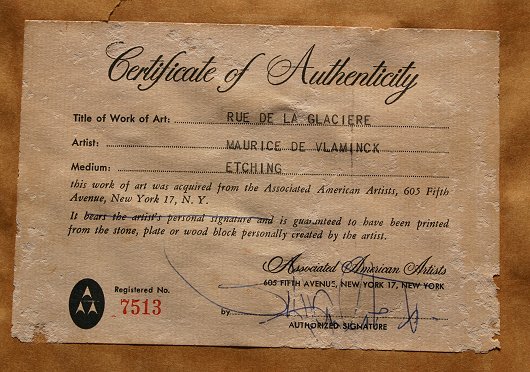 Certificate of Authenticity
Title of Work of Art: RUE DE LA GLACIERE
Artist: MAURICE DE VLAMINCK
Medium: ETCHING
this work of art was acquired from the Associated American Artists, 605 Fifth
Avenue, New York 17, N. Y.
It bears the artist's personal signature and is guaranteed to have been printed
from the stone, plate or wood block personally created by the artist.
Associated American Artists
605 FIFTH AVENUE, NEW YORK 17, NEW YORK
Registered No.
7513
by
AUTHORIZED SIGNATURE
AAA